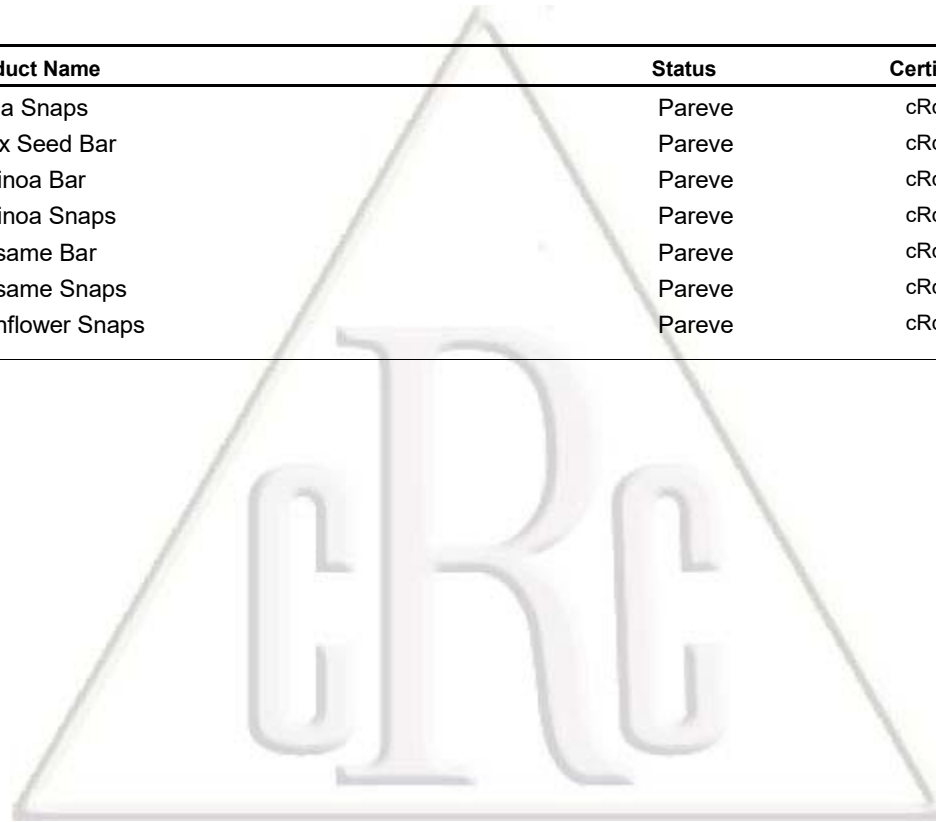 duct Name Status Certi
a Snaps Pareve cRc
x Seed Bar Pareve cRc
inoa Bar Pareve cRc
inoa Snaps Pareve cRc
same Bar Pareve cRc
same Snaps Pareve cRc
nflower Snaps Pareve cRc
cRc